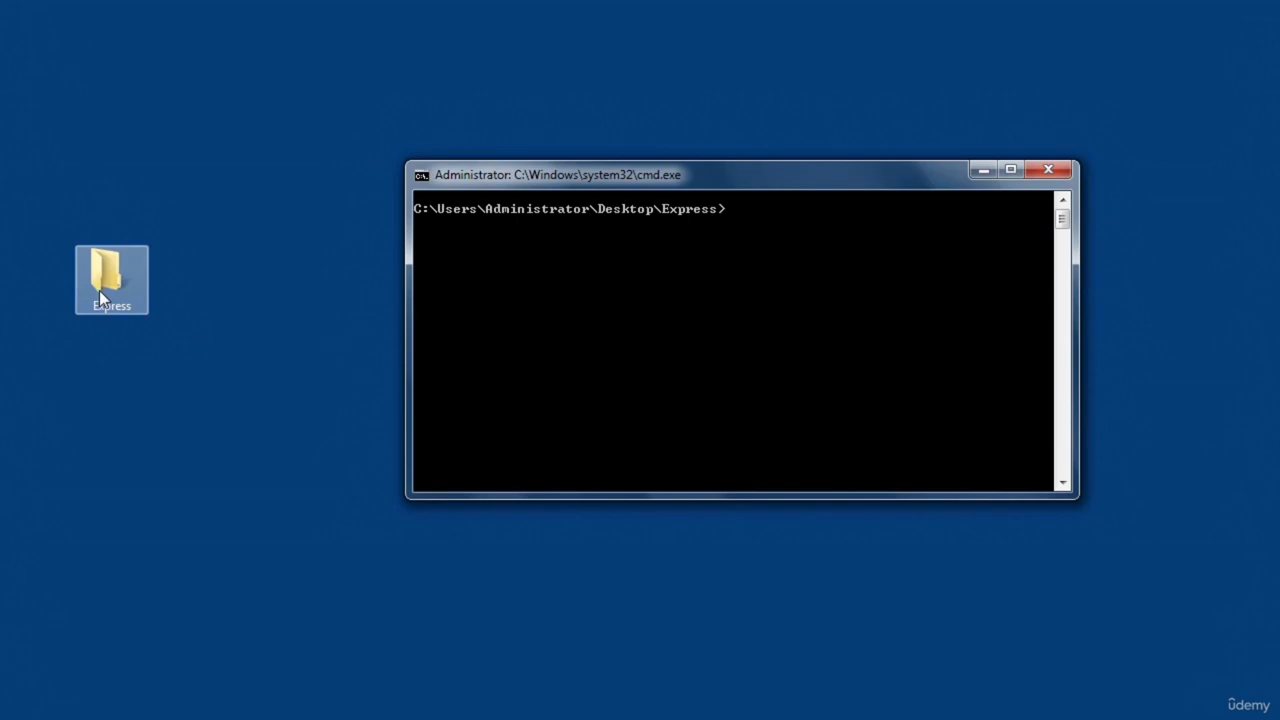 Administrator: C:\Windows\system32\cmd.exe
C:\Users\Administrator\Desktop\Express>
Express
ûdemy